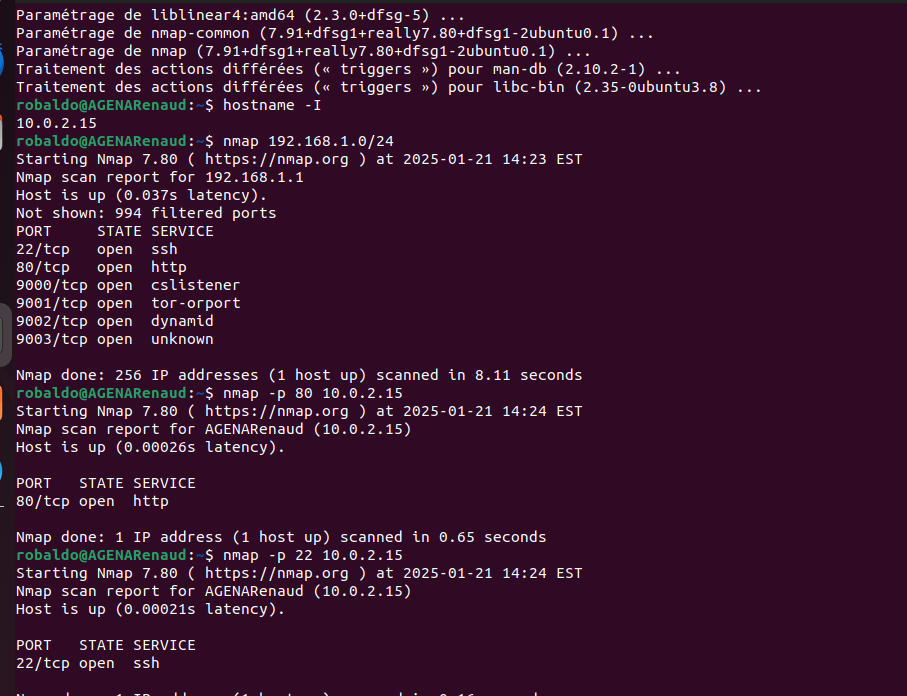 Paramétrage de liblinear4:amd64 (2.3.0+dfsg-5) ...
Paramétrage de nmap-common (7.91+dfsg1+really7.80+dfsg1-2ubuntu0.1) ...
Paramétrage de nmap (7.91+dfsg1+really7.80+dfsg1-2ubuntu0.1) ...
Traitement des actions différées (« triggers ») pour man-db (2.10.2-1) ...
Traitement des actions différées (« triggers ») pour libc-bin (2.35-0ubuntu3.8) ...
robaldo@AGENARenaud:~$ hostname -I
10.0.2.15
robaldo@AGENARenaud:~$ nmap 192.168.1.0/24
Starting Nmap 7.80 ( https://nmap.org ) at 2025-01-21 14:23 EST
Nmap scan report for 192.168.1.1
Host is up (0.037s latency).
Not shown: 994 filtered ports
PORT     STATE SERVICE
22/tcp   open  ssh
80/tcp   open  http
9000/tcp open  cslistener
9001/tcp open  tor-orport
9002/tcp open  dynamid
9003/tcp open  unknown
Nmap done: 256 IP addresses (1 host up) scanned in 8.11 seconds
robaldo@AGENARenaud:~$ nmap -p 80 10.0.2.15
Starting Nmap 7.80 ( https://nmap.org ) at 2025-01-21 14:24 EST
Nmap scan report for AGENARenaud (10.0.2.15)
Host is up (0.00026s latency).
PORT   STATE SERVICE
80/tcp open  http
Nmap done: 1 IP address (1 host up) scanned in 0.65 seconds
robaldo@AGENARenaud:~$ nmap -p 22 10.0.2.15
Starting Nmap 7.80 ( https://nmap.org ) at 2025-01-21 14:24 EST
Nmap scan report for AGENARenaud (10.0.2.15)
Host is up (0.00021s latency).
PORT   STATE SERVICE
22/tcp open  ssh